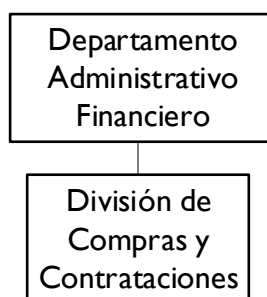 Departamento
Administrativo
Financiero
División de
Compras y
Contrataciones